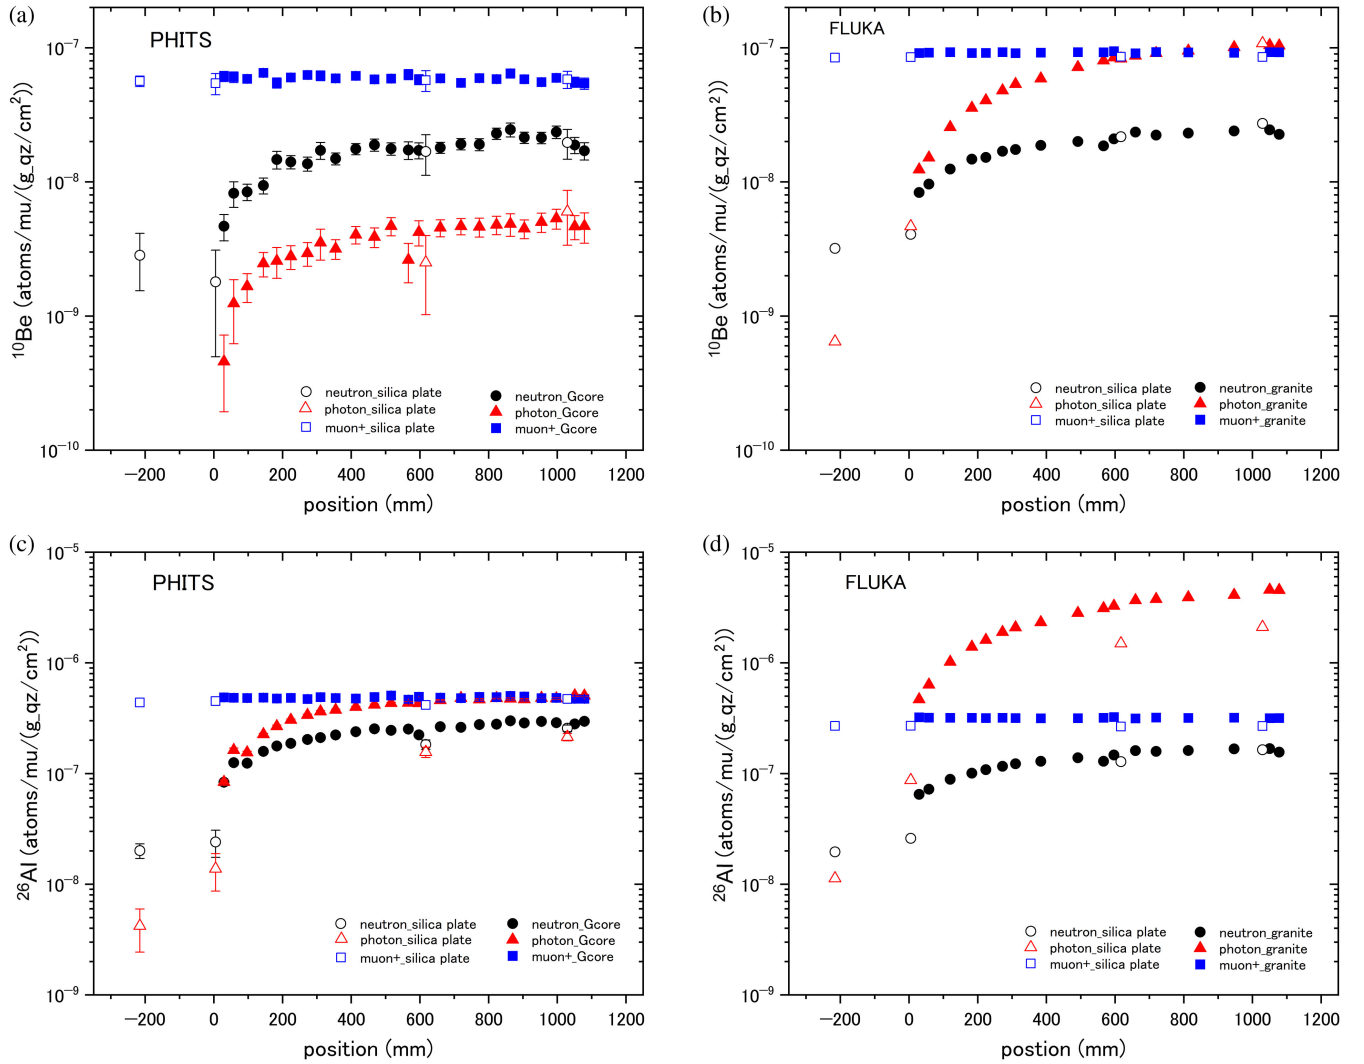 (a)
PHITS
10⁻⁷
10⁻⁸
10⁻⁹
10⁻¹⁰
¹⁰Be (atoms/mu/(g_qz/cm²))
neutron_silica plate
photon_silica plate
muon+_silica plate
neutron_Gcore
photon_Gcore
muon+_Gcore
−200 0 200 400 600 800 1000 1200
position (mm)
(b)
FLUKA
10⁻⁷
10⁻⁸
10⁻⁹
10⁻¹⁰
¹⁰Be (atoms/mu/(g_qz/cm²))
neutron_silica plate
photon_silica plate
muon+_silica plate
neutron_granite
photon_granite
muon+_granite
−200 0 200 400 600 800 1000 1200
postion (mm)
(c)
PHITS
10⁻⁵
10⁻⁶
10⁻⁷
10⁻⁸
10⁻⁹
²⁶Al (atoms/mu/(g_qz/cm²))
neutron_silica plate
photon_silica plate
muon+_silica plate
neutron_Gcore
photon_Gcore
muon+_Gcore
−200 0 200 400 600 800 1000 1200
position (mm)
(d)
FLUKA
10⁻⁵
10⁻⁶
10⁻⁷
10⁻⁸
10⁻⁹
²⁶Al (atoms/mu/(g_qz/cm²))
neutron_silica plate
photon_silica plate
muon+_silica plate
neutron_granite
photon_granite
muon+_granite
−200 0 200 400 600 800 1000 1200
postion (mm)